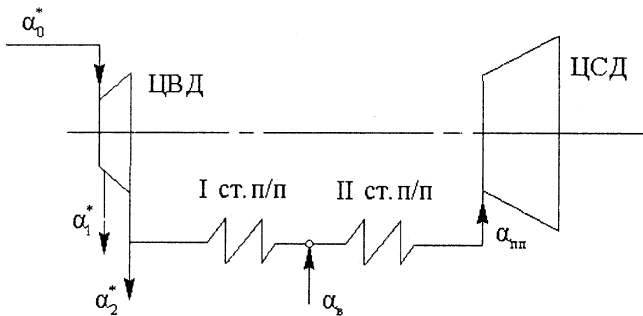 α₀*
ЦВД
ЦСД
I ст. п/п
II ст. п/п
α₁*
α₂*
αв
αпп